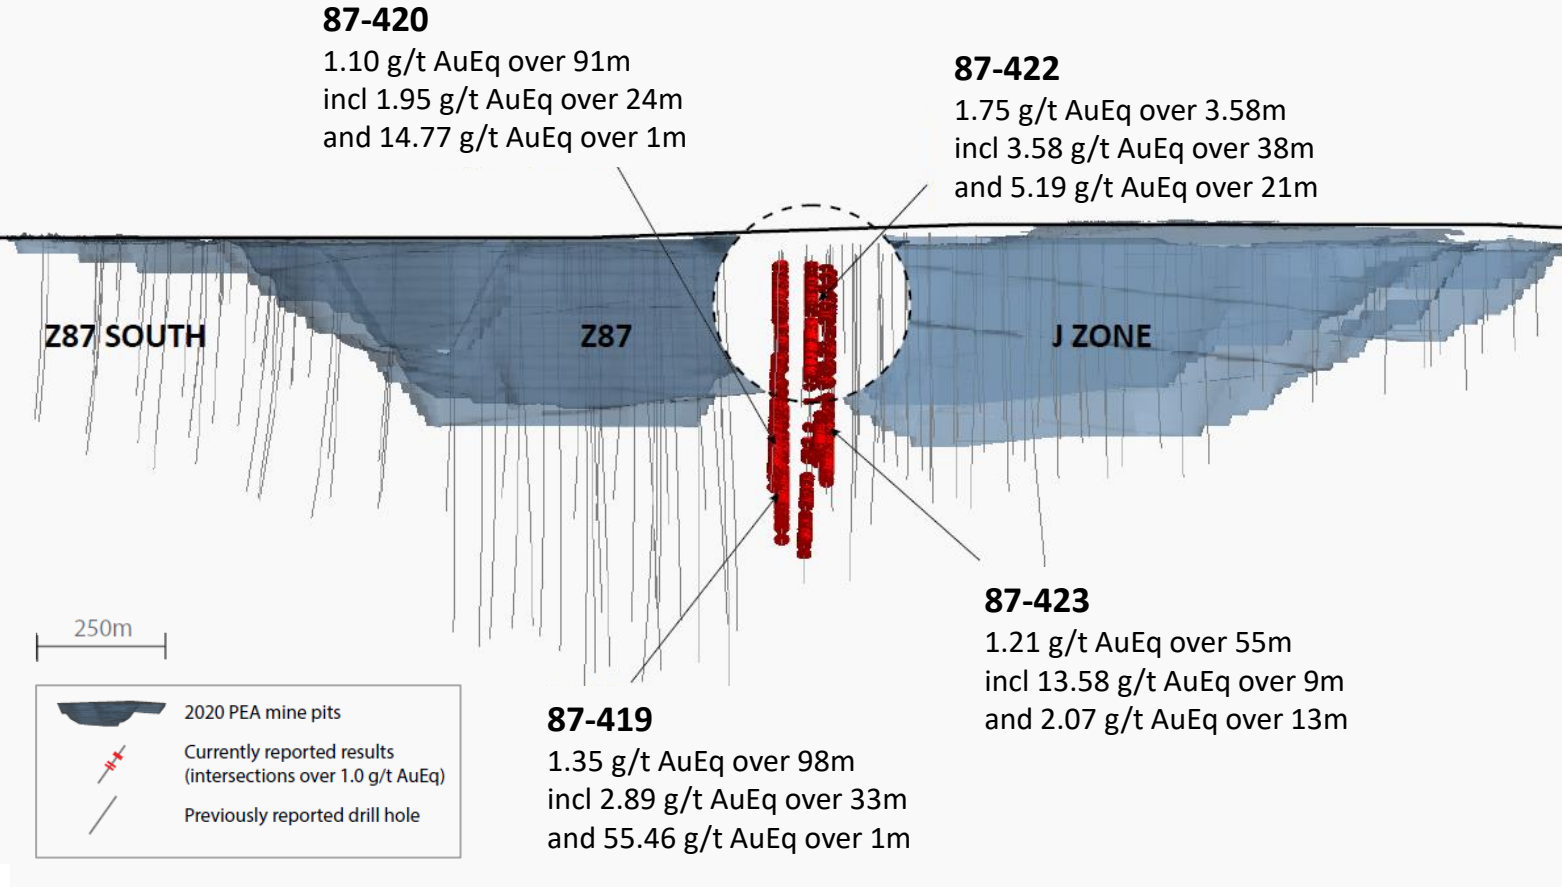 87-420
1.10 g/t AuEq over 91m
incl 1.95 g/t AuEq over 24m
and 14.77 g/t AuEq over 1m
87-422
1.75 g/t AuEq over 3.58m
incl 3.58 g/t AuEq over 38m
and 5.19 g/t AuEq over 21m
Z87 SOUTH
Z87
J ZONE
87-423
1.21 g/t AuEq over 55m
incl 13.58 g/t AuEq over 9m
and 2.07 g/t AuEq over 13m
87-419
1.35 g/t AuEq over 98m
incl 2.89 g/t AuEq over 33m
and 55.46 g/t AuEq over 1m
250m
2020 PEA mine pits
Currently reported results
(intersections over 1.0 g/t AuEq)
Previously reported drill hole